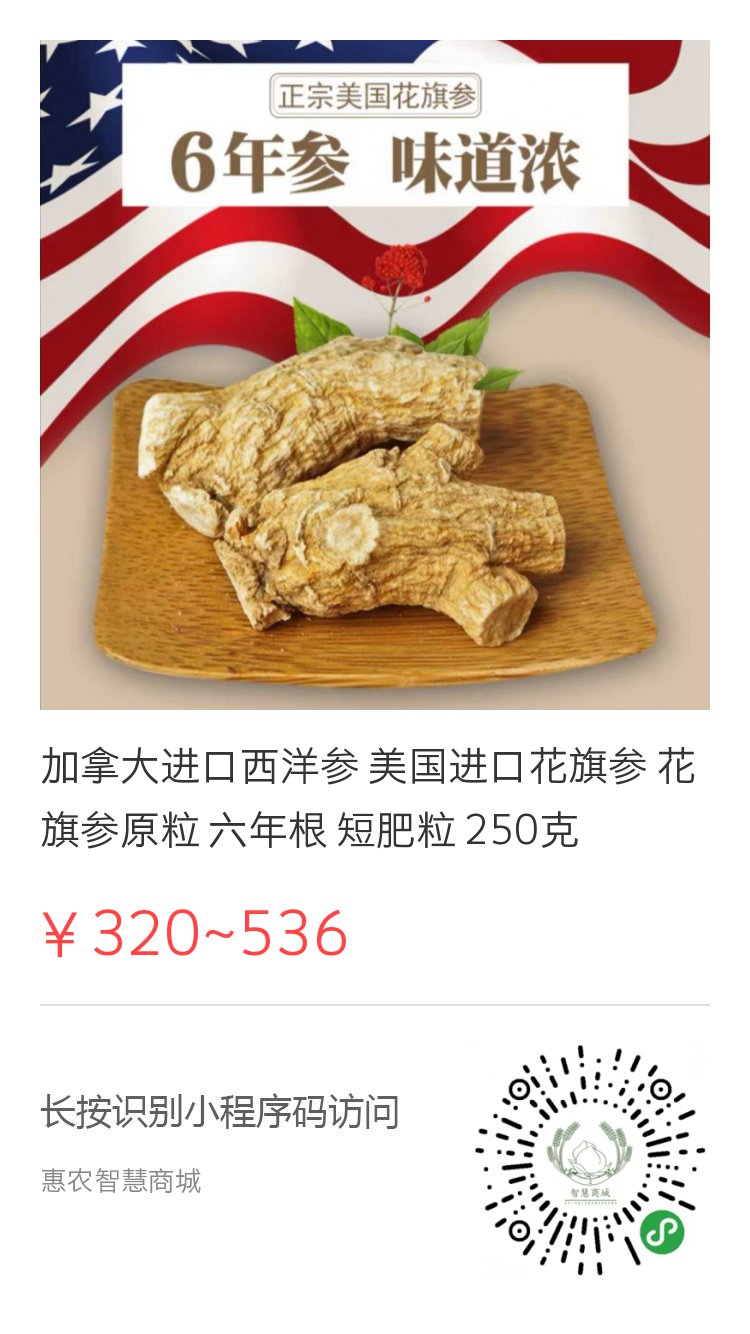 正宗美国花旗参
6年参 味道浓
加拿大进口西洋参 美国进口花旗参 花
旗参原粒 六年根 短肥粒 250克
¥320~536
长按识别小程序码访问
惠农智慧商城
智慧商城